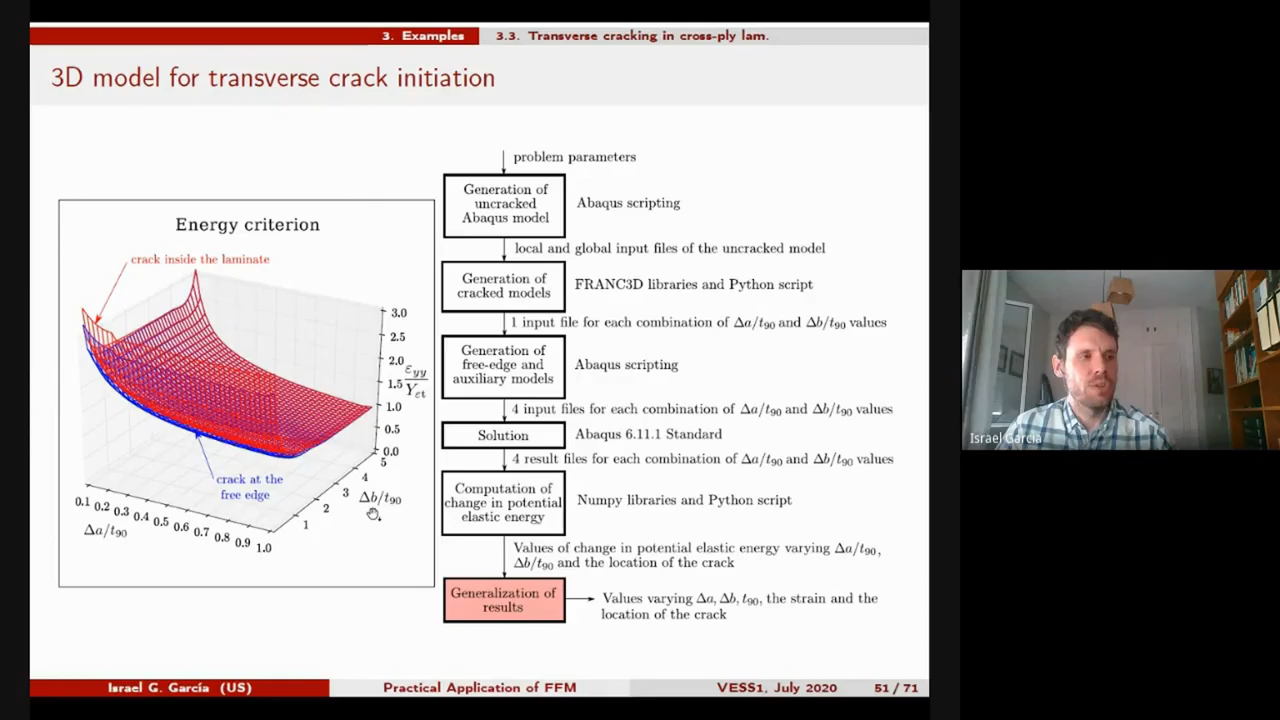 3. Examples 3.3. Transverse cracking in cross-ply lam.
3D model for transverse crack initiation
Energy criterion
crack inside the laminate
3.0
2.5
2.0
1.5
1.0
0.5
0.0
εyy
Yεt
crack at the
free edge
5
4
3
2
1
Δb/t90
0.1 0.2 0.3 0.4 0.5 0.6 0.7 0.8 0.9 1.0
Δa/t90
problem parameters
Generation of
uncracked
Abaqus model
Abaqus scripting
local and global input files of the uncracked model
Generation of
cracked models
FRANC3D libraries and Python script
1 input file for each combination of Δa/t90 and Δb/t90 values
Generation of
free-edge and
auxiliary models
Abaqus scripting
4 input files for each combination of Δa/t90 and Δb/t90 values
Solution
Abaqus 6.11.1 Standard
4 result files for each combination of Δa/t90 and Δb/t90 values
Computation of
change in potential
elastic energy
Numpy libraries and Python script
Values of change in potential elastic energy varying Δa/t90,
Δb/t90 and the location of the crack
Generalization of
results
Values varying Δa, Δb, t90, the strain and the
location of the crack
Israel G. García (US) Practical Application of FFM VESS1, July 2020 51 / 71
Israel Garcia